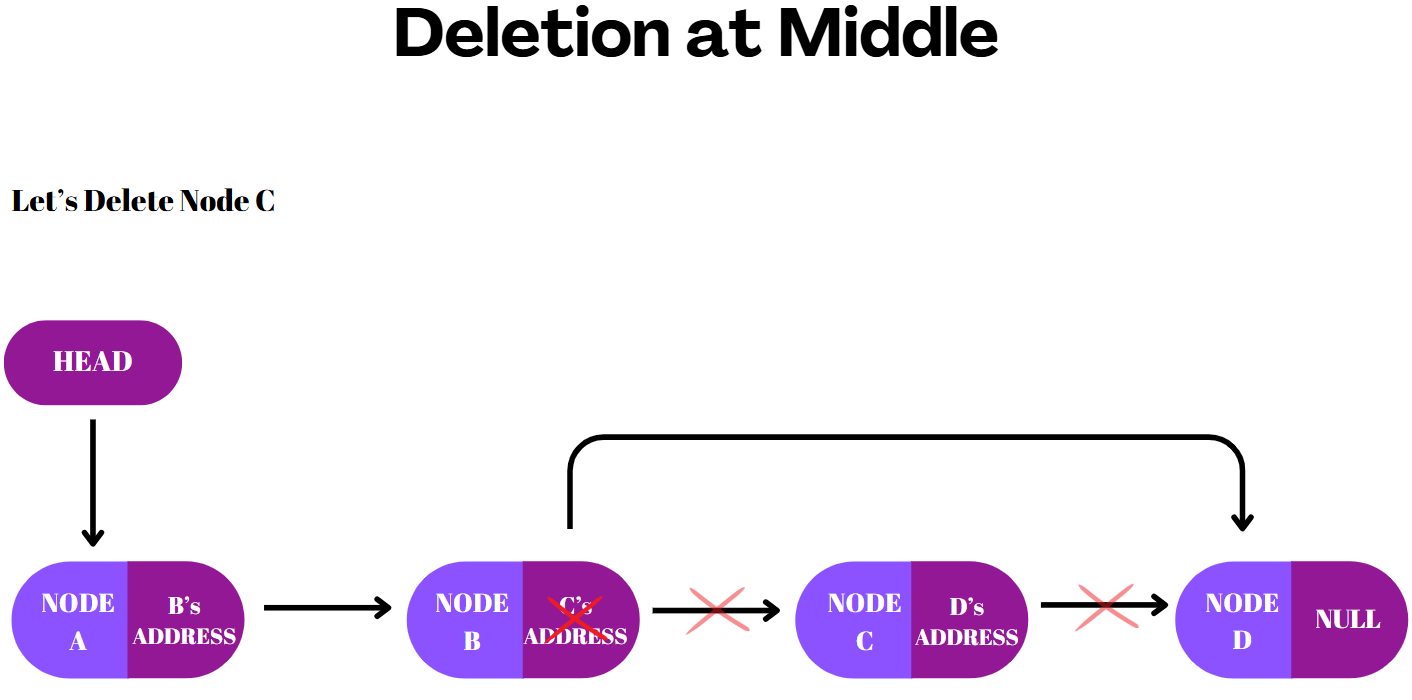 Deletion at Middle
Let’s Delete Node C
HEAD
NODE
A
B’s
ADDRESS
NODE
B
C’s
ADDRESS
NODE
C
D’s
ADDRESS
NODE
D
NULL